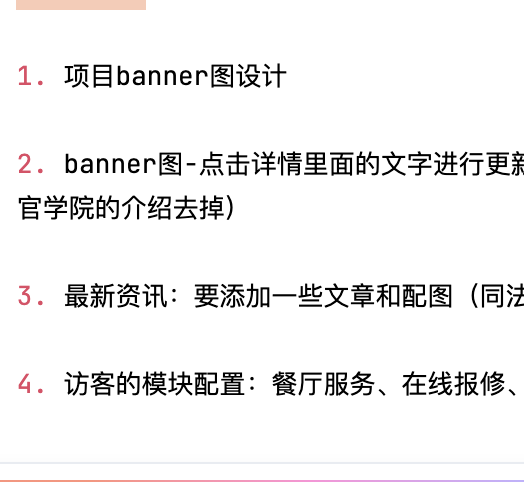 1. 项目banner图设计
2. banner图-点击详情里面的文字进行更新
官学院的介绍去掉）
3. 最新资讯：要添加一些文章和配图（同法
4. 访客的模块配置：餐厅服务、在线报修、